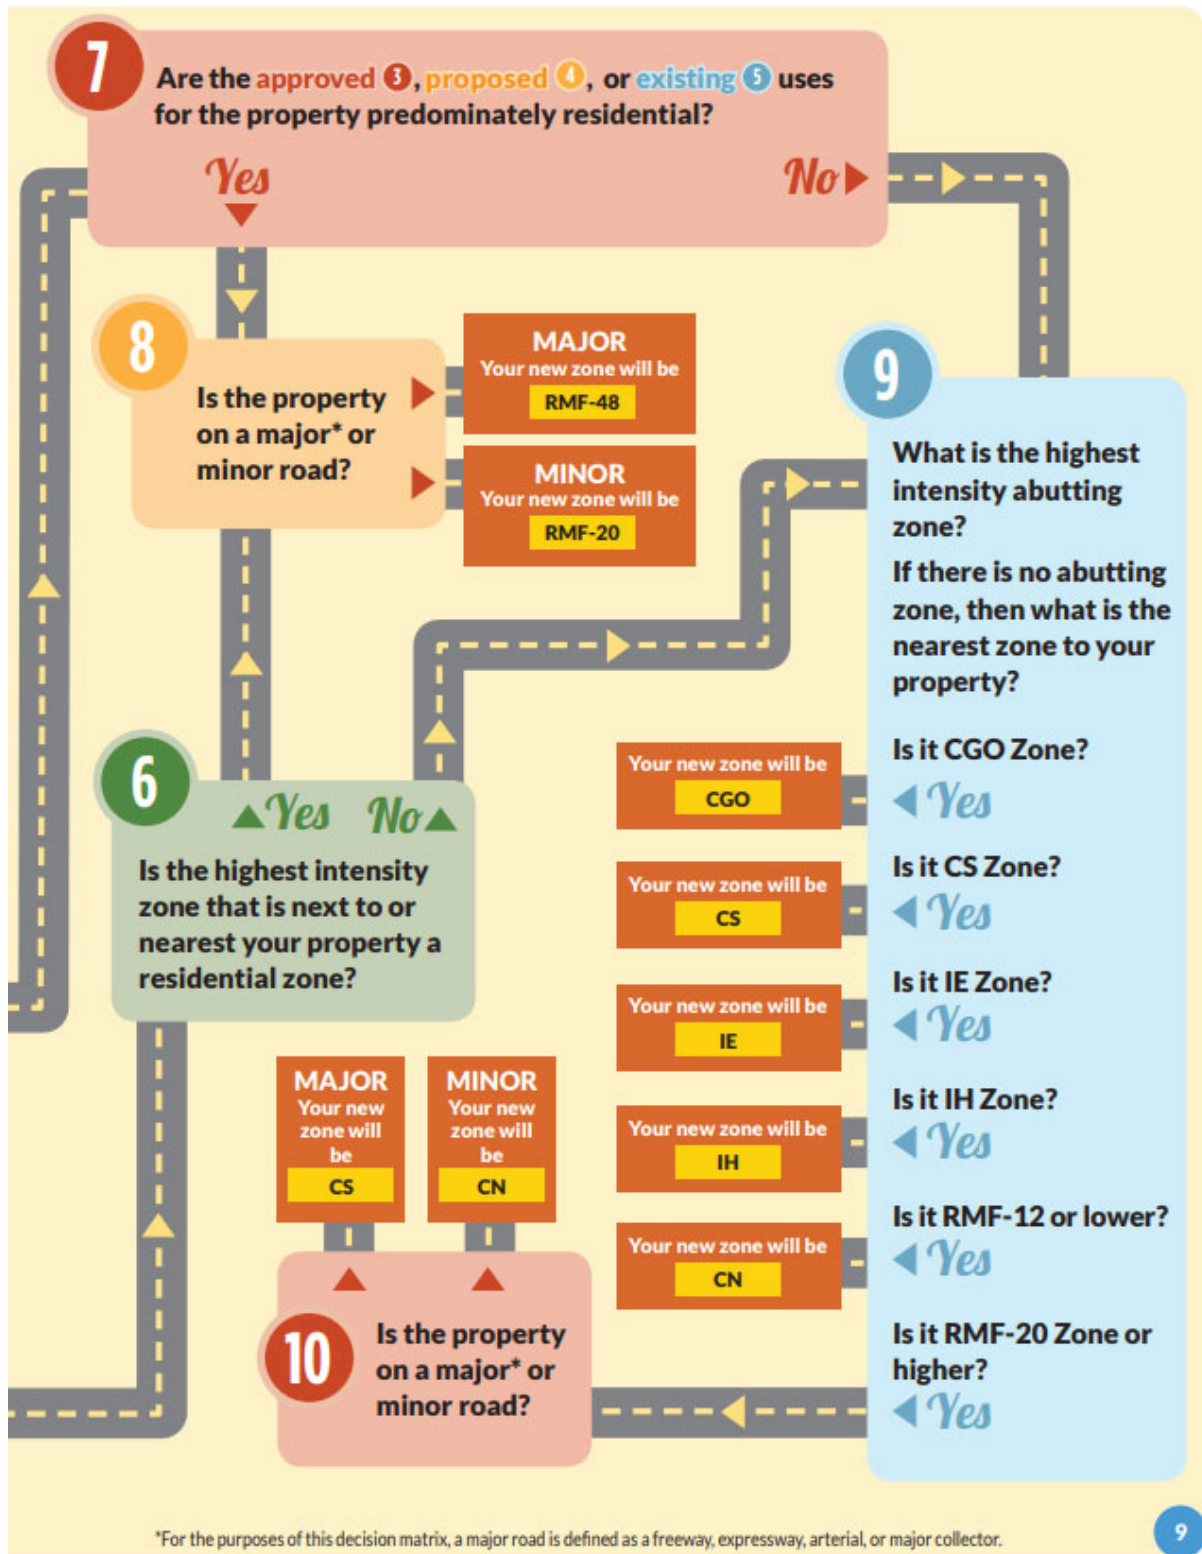 7
Are the approved 3, proposed 4, or existing 5 uses
for the property predominately residential?
Yes
No
8
Is the property
on a major* or
minor road?
MAJOR
Your new zone will be
RMF-48
MINOR
Your new zone will be
RMF-20
9
What is the highest
intensity abutting
zone?
If there is no abutting
zone, then what is the
nearest zone to your
property?
6
Yes No
Is the highest intensity
zone that is next to or
nearest your property a
residential zone?
Is it CGO Zone?
Yes
Your new zone will be
CGO
Is it CS Zone?
Yes
Your new zone will be
CS
Is it IE Zone?
Yes
Your new zone will be
IE
Is it IH Zone?
Yes
Your new zone will be
IH
Is it RMF-12 or lower?
Yes
Your new zone will be
CN
Is it RMF-20 Zone or
higher?
Yes
10
Is the property
on a major* or
minor road?
MAJOR
Your new
zone will
be
CS
MINOR
Your new
zone will
be
CN
*For the purposes of this decision matrix, a major road is defined as a freeway, expressway, arterial, or major collector.
9